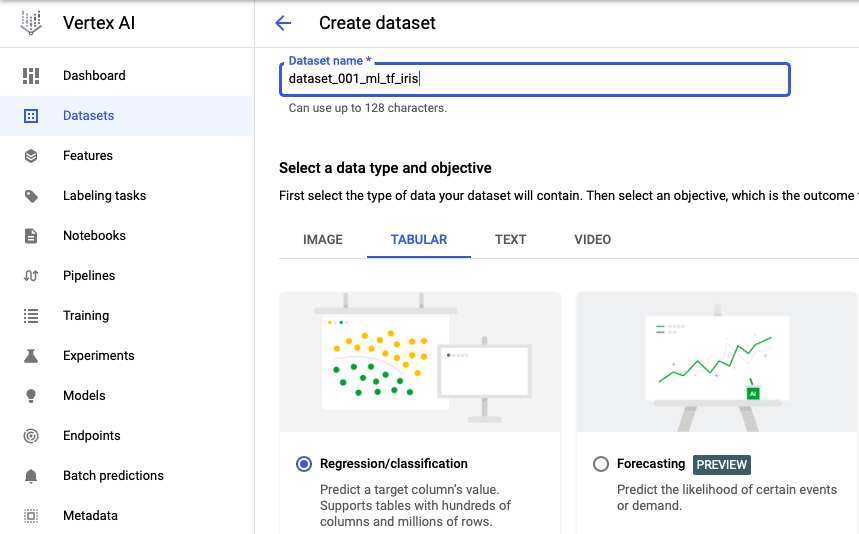 Vertex AI
Create dataset
Dashboard
Datasets
Features
Labeling tasks
Notebooks
Pipelines
Training
Experiments
Models
Endpoints
Batch predictions
Metadata
Dataset name *
dataset_001_ml_tf_iris
Can use up to 128 characters.
Select a data type and objective
First select the type of data your dataset will contain. Then select an objective, which is the outcome
IMAGE
TABULAR
TEXT
VIDEO
AI
Regression/classification
Predict a target column's value.
Supports tables with hundreds of
columns and millions of rows.
Forecasting PREVIEW
Predict the likelihood of certain events
or demand.